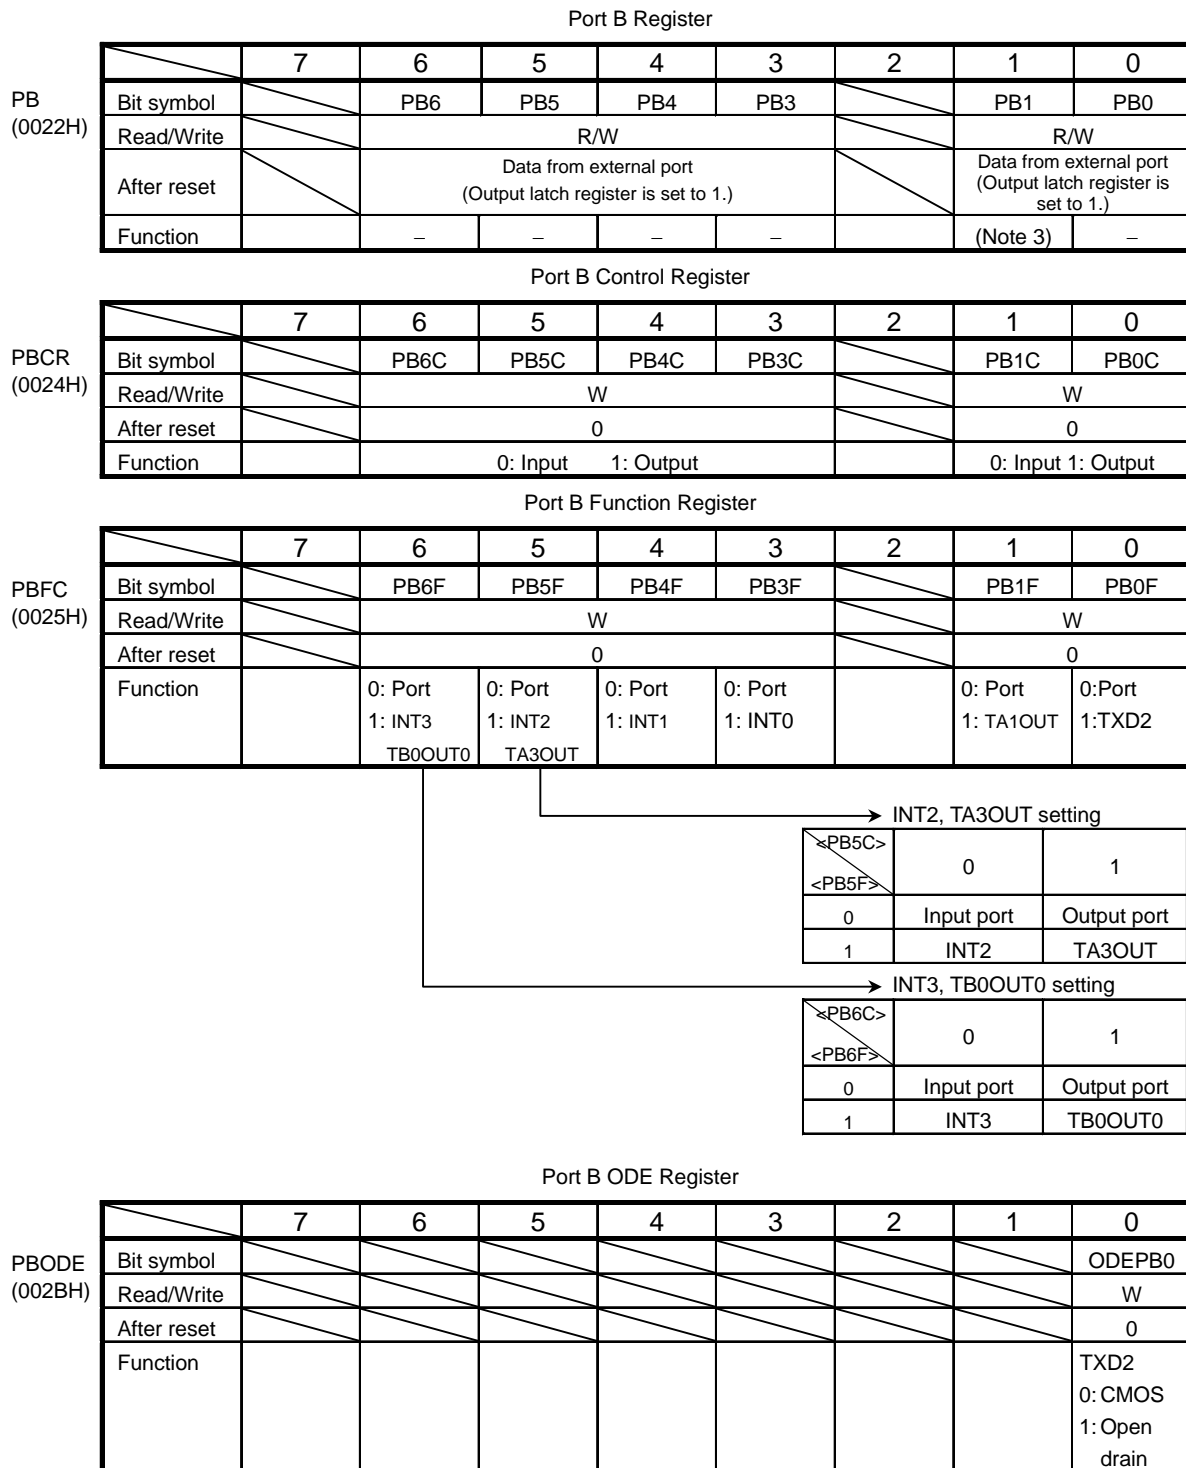 Port B Register
7 6 5 4 3 2 1 0
PB
(0022H)
Bit symbol PB6 PB5 PB4 PB3 PB1 PB0
Read/Write R/W R/W
After reset
Data from external port
(Output latch register is set to 1.)
Data from external port
(Output latch register is
set to 1.)
Function – – – – (Note 3) –
Port B Control Register
7 6 5 4 3 2 1 0
PBCR
(0024H)
Bit symbol PB6C PB5C PB4C PB3C PB1C PB0C
Read/Write W W
After reset 0 0
Function 0: Input 1: Output 0: Input 1: Output
Port B Function Register
7 6 5 4 3 2 1 0
PBFC
(0025H)
Bit symbol PB6F PB5F PB4F PB3F PB1F PB0F
Read/Write W W
After reset 0 0
Function 0: Port 0: Port 0: Port 0: Port 0: Port 0:Port
1: INT3 1: INT2 1: INT1 1: INT0 1: TA1OUT 1:TXD2
TB0OUT0 TA3OUT
INT2, TA3OUT setting
<PB5C> 0 1
<PB5F>
0 Input port Output port
1 INT2 TA3OUT
INT3, TB0OUT0 setting
<PB6C> 0 1
<PB6F>
0 Input port Output port
1 INT3 TB0OUT0
Port B ODE Register
7 6 5 4 3 2 1 0
PBODE
(002BH)
Bit symbol ODEPB0
Read/Write W
After reset 0
Function TXD2
0: CMOS
1: Open
drain